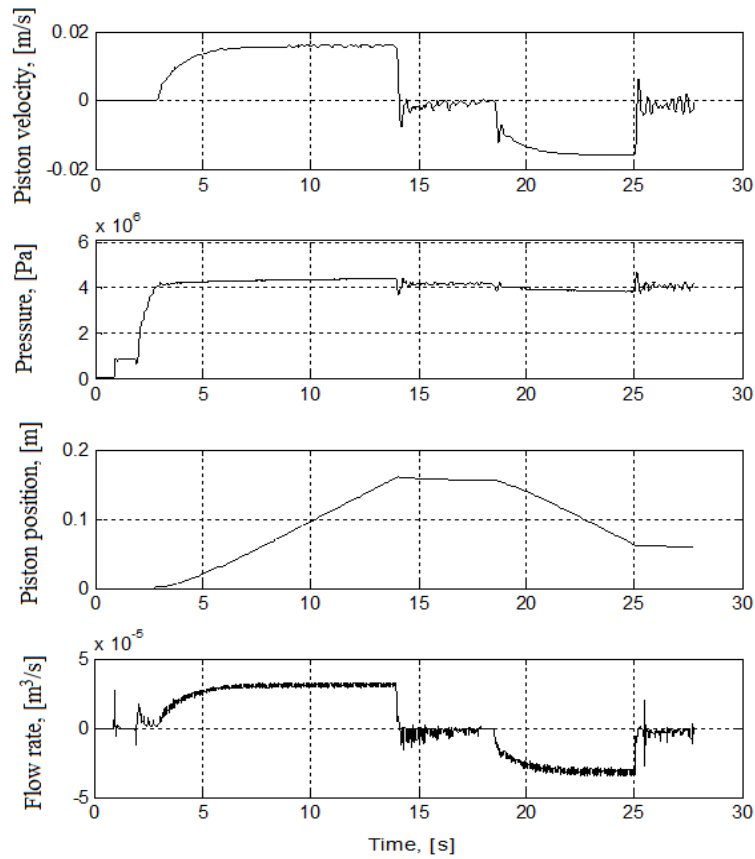 Piston velocity, [m/s]
0.02
0
-0.02
0 5 10 15 20 25 30
x 10^6
Pressure, [Pa]
6
4
2
0
0 5 10 15 20 25 30
Piston position, [m]
0.2
0.1
0
0 5 10 15 20 25 30
x 10^-5
Flow rate, [m³/s]
5
0
-5
0 5 10 15 20 25 30
Time, [s]